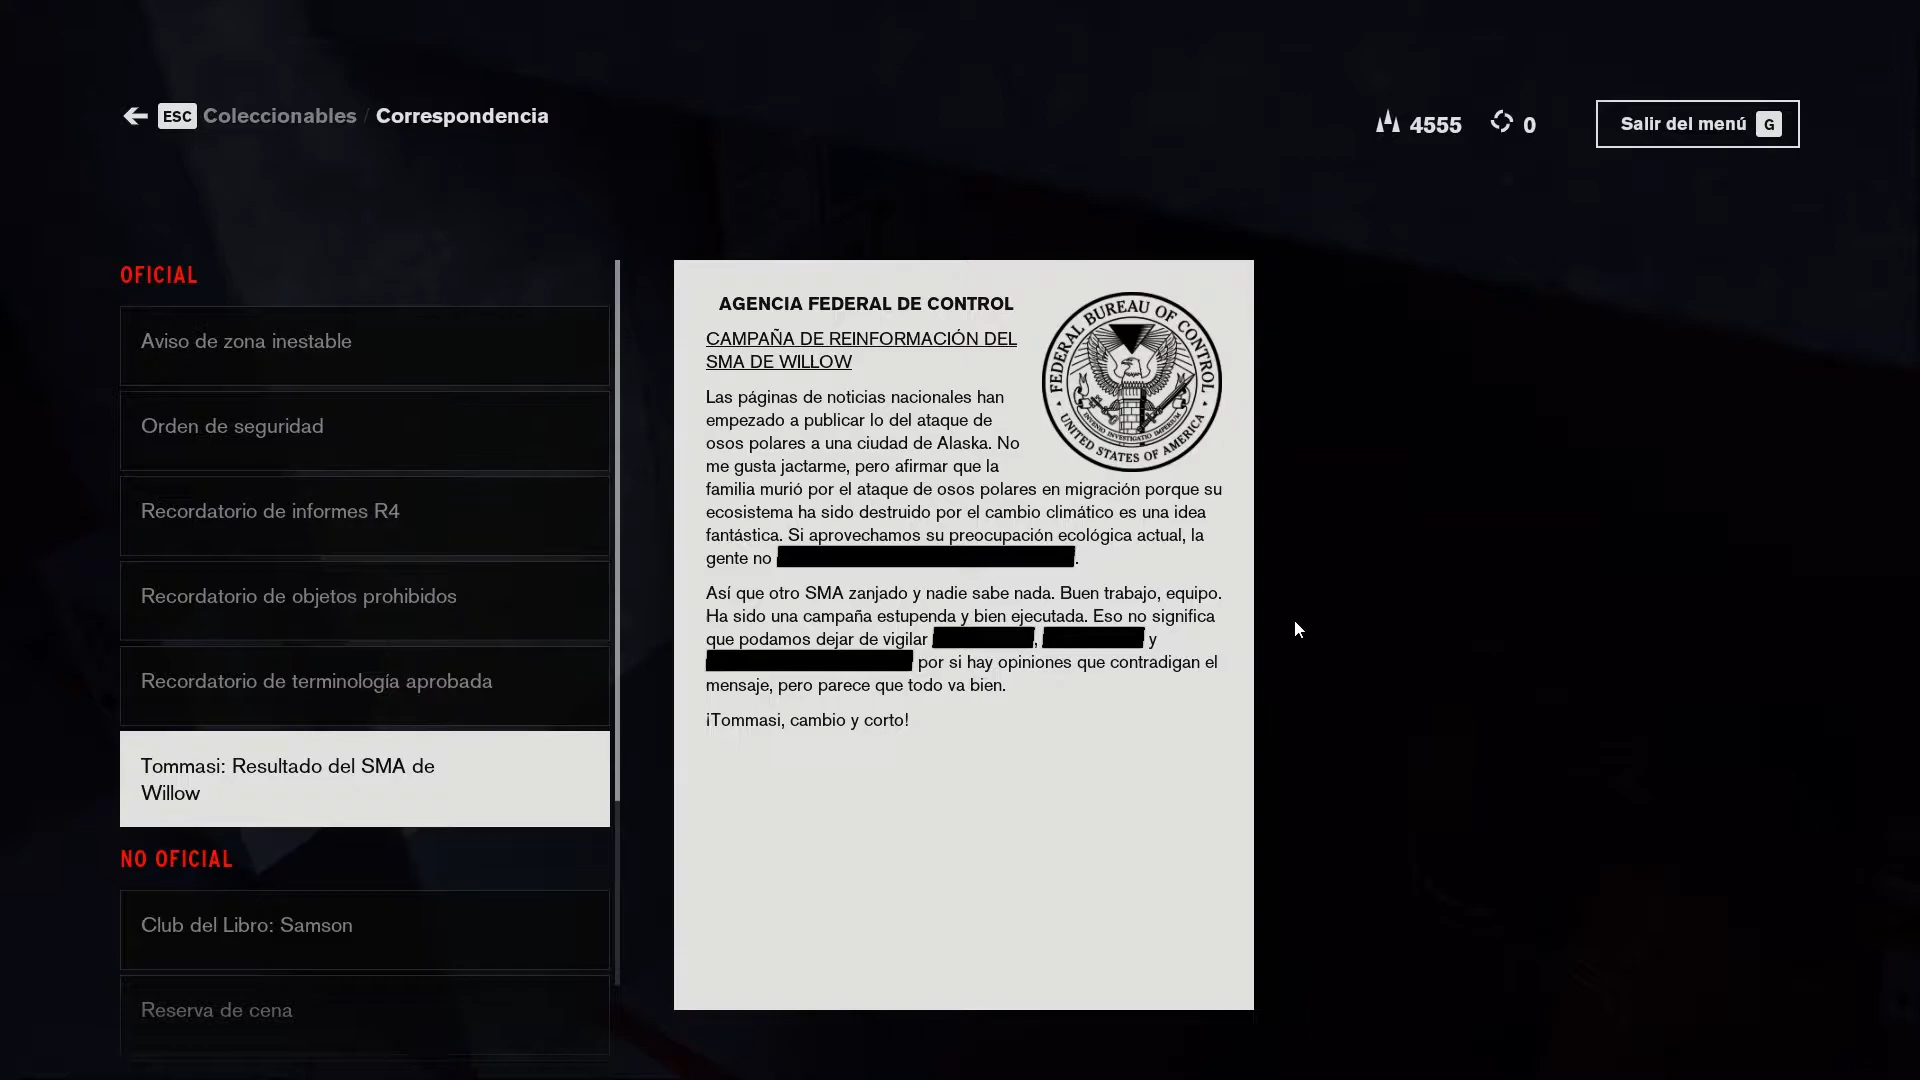 ESC Coleccionables / Correspondencia
4555
0
Salir del menú G
OFICIAL
Aviso de zona inestable
Orden de seguridad
Recordatorio de informes R4
Recordatorio de objetos prohibidos
Recordatorio de terminología aprobada
Tommasi: Resultado del SMA de
Willow
NO OFICIAL
Club del Libro: Samson
Reserva de cena
AGENCIA FEDERAL DE CONTROL
CAMPAÑA DE REINFORMACIÓN DEL
SMA DE WILLOW
Las páginas de noticias nacionales han
empezado a publicar lo del ataque de
osos polares a una ciudad de Alaska. No
me gusta jactarme, pero afirmar que la
familia murió por el ataque de osos polares en migración porque su
ecosistema ha sido destruido por el cambio climático es una idea
fantástica. Si aprovechamos su preocupación ecológica actual, la
gente no .
Así que otro SMA zanjado y nadie sabe nada. Buen trabajo, equipo.
Ha sido una campaña estupenda y bien ejecutada. Eso no significa
que podamos dejar de vigilar , y
por si hay opiniones que contradigan el
mensaje, pero parece que todo va bien.
¡Tommasi, cambio y corto!
FEDERAL BUREAU OF CONTROL
UNITED STATES OF AMERICA
INVENIO INVESTIGATIO IMPERIUM